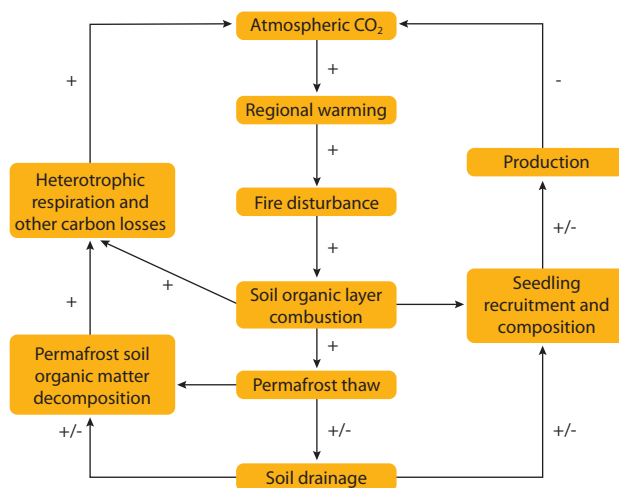 Atmospheric CO₂
+
+
-
Regional warming
+
Production
Heterotrophic
respiration and
other carbon losses
Fire disturbance
+/-
+
+
Soil organic layer
combustion
Seedling
recruitment and
composition
+
+
Permafrost soil
organic matter
decomposition
Permafrost thaw
+/-
+/-
+/-
Soil drainage